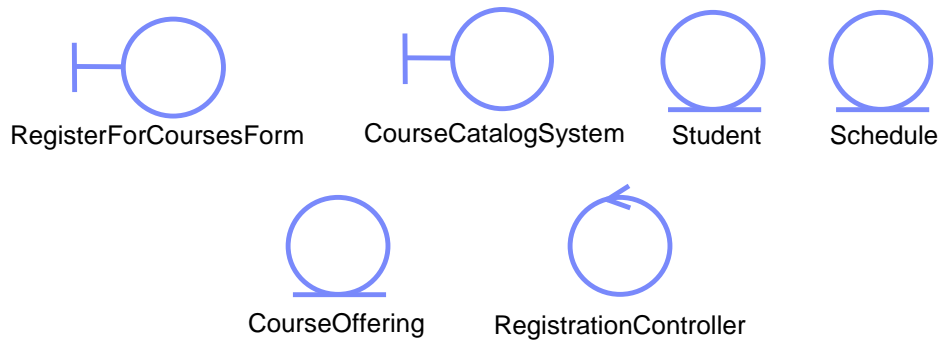 RegisterForCoursesForm
CourseCatalogSystem
Student
Schedule
CourseOffering
RegistrationController